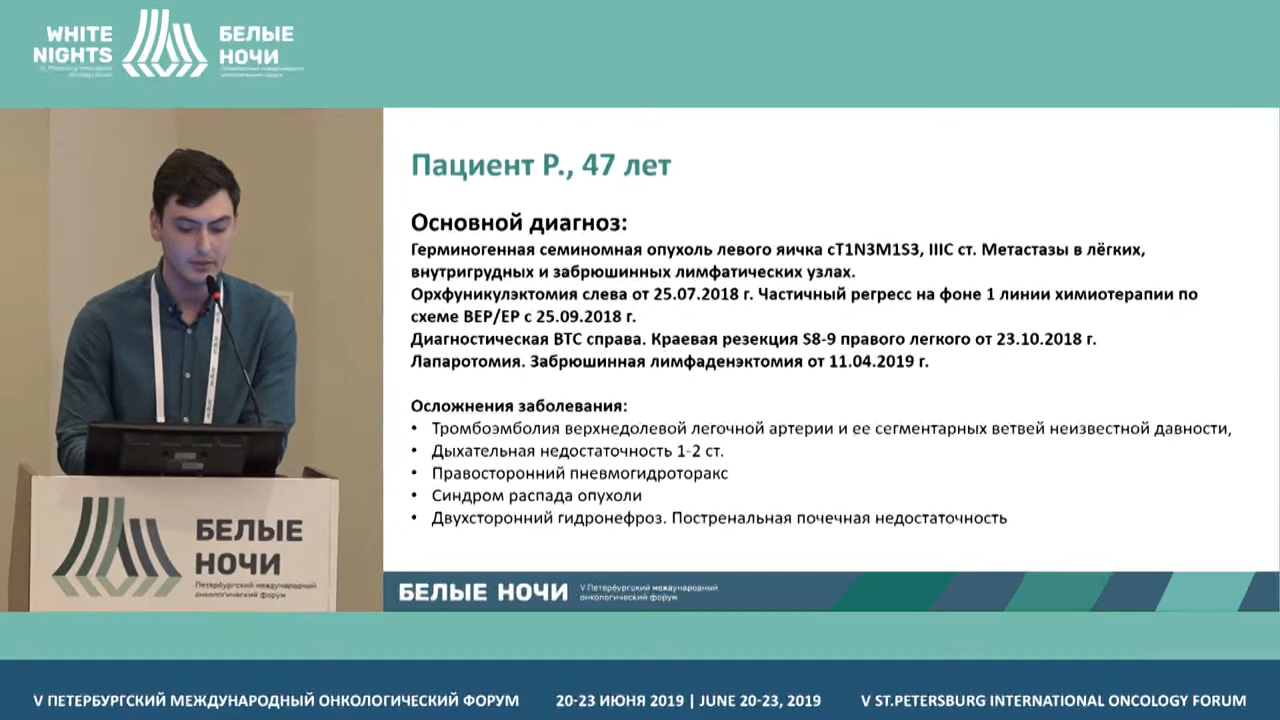 WHITE
NIGHTS
БЕЛЫЕ
НОЧИ
Пациент Р., 47 лет
Основной диагноз:
Герминогенная семиномная опухоль левого яичка cT1N3M1S3, IIIC ст. Метастазы в лёгких,
внутригрудных и забрюшинных лимфатических узлах.
Орхфуникулэктомия слева от 25.07.2018 г. Частичный регресс на фоне 1 линии химиотерапии по
схеме BEP/EP с 25.09.2018 г.
Диагностическая ВТС справа. Краевая резекция S8-9 правого легкого от 23.10.2018 г.
Лапаротомия. Забрюшинная лимфаденэктомия от 11.04.2019 г.
Осложнения заболевания:
• Тромбоэмболия верхнедолевой легочной артерии и ее сегментарных ветвей неизвестной давности,
• Дыхательная недостаточность 1-2 ст.
• Правосторонний пневмогидроторакс
• Синдром распада опухоли
• Двухсторонний гидронефроз. Постренальная почечная недостаточность
БЕЛЫЕ НОЧИ
V Петербургский международный
онкологический форум
БЕЛЫЕ
НОЧИ
Петербургский международный
онкологический форум
V ПЕТЕРБУРГСКИЙ МЕЖДУНАРОДНЫЙ ОНКОЛОГИЧЕСКИЙ ФОРУМ
20-23 ИЮНЯ 2019 | JUNE 20-23, 2019
V ST.PETERSBURG INTERNATIONAL ONCOLOGY FORUM